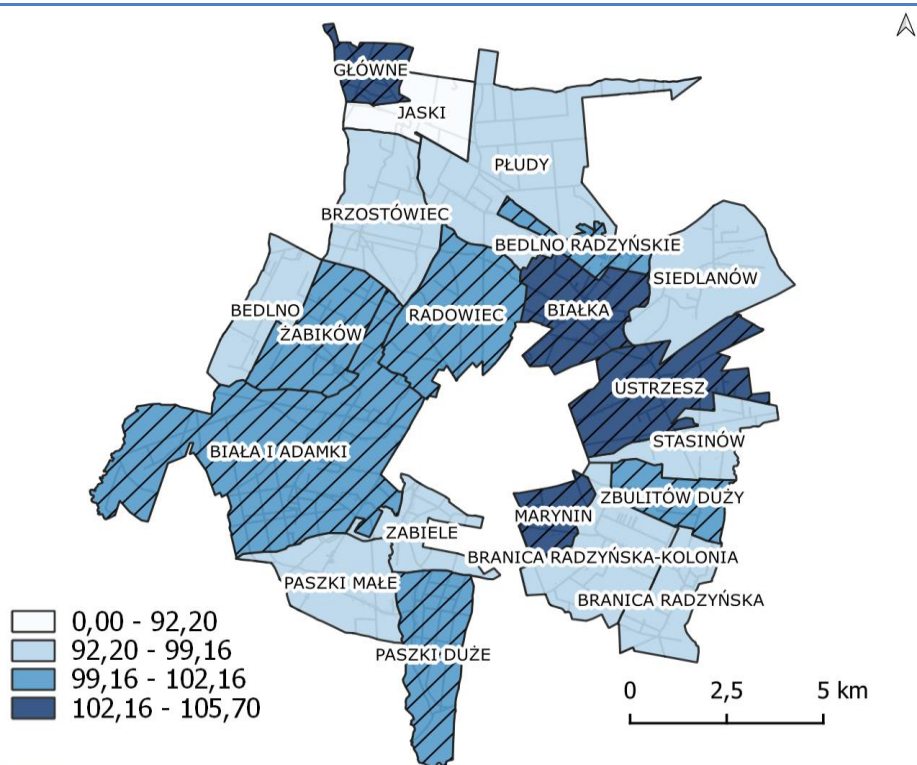 GŁÓWNE
JASKI
PŁUDY
BRZOSTÓWIEC
BEDLNO RADZYŃSKIE
SIEDLANÓW
BEDLNO
RADOWIEC
BIAŁKA
ŻABIKÓW
USTRZESZ
STASINÓW
BIAŁA I ADAMKI
ZBULITÓW DUŻY
MARYNIN
ZABIELE
BRANICA RADZYŃSKA-KOLONIA
PASZKI MAŁE
BRANICA RADZYŃSKA
PASZKI DUŻE
0,00 - 92,20
92,20 - 99,16
99,16 - 102,16
102,16 - 105,70
0 2,5 5 km